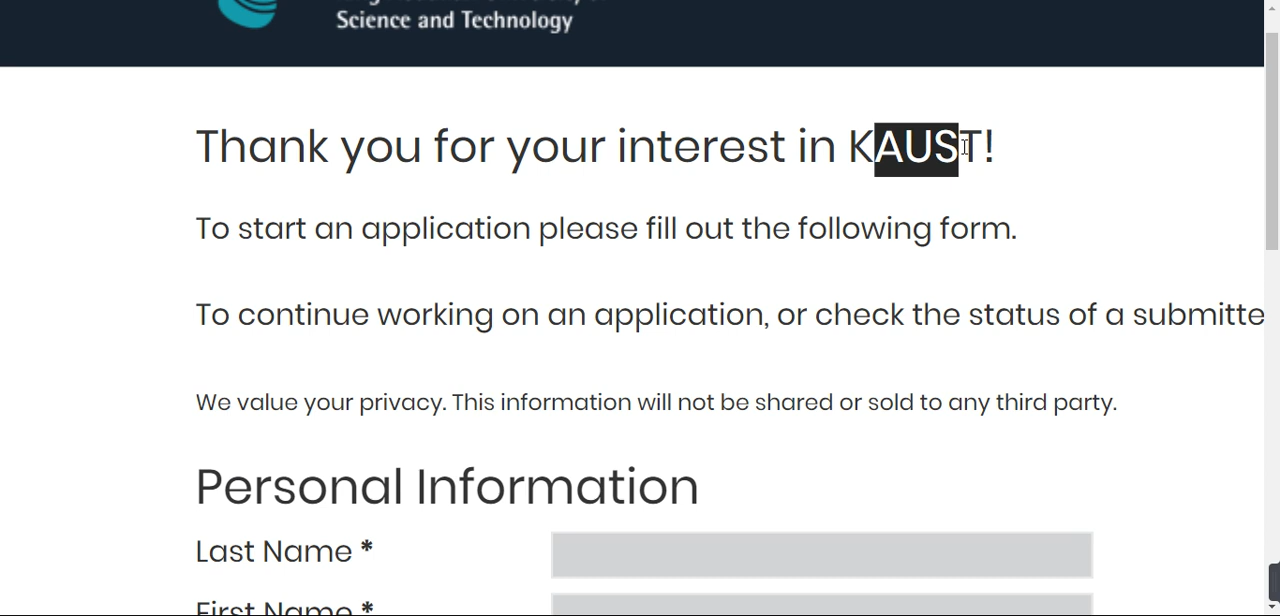 Science and Technology
Thank you for your interest in KAUST!
To start an application please fill out the following form.
To continue working on an application, or check the status of a submitte
We value your privacy. This information will not be shared or sold to any third party.
Personal Information
Last Name *
First Name *